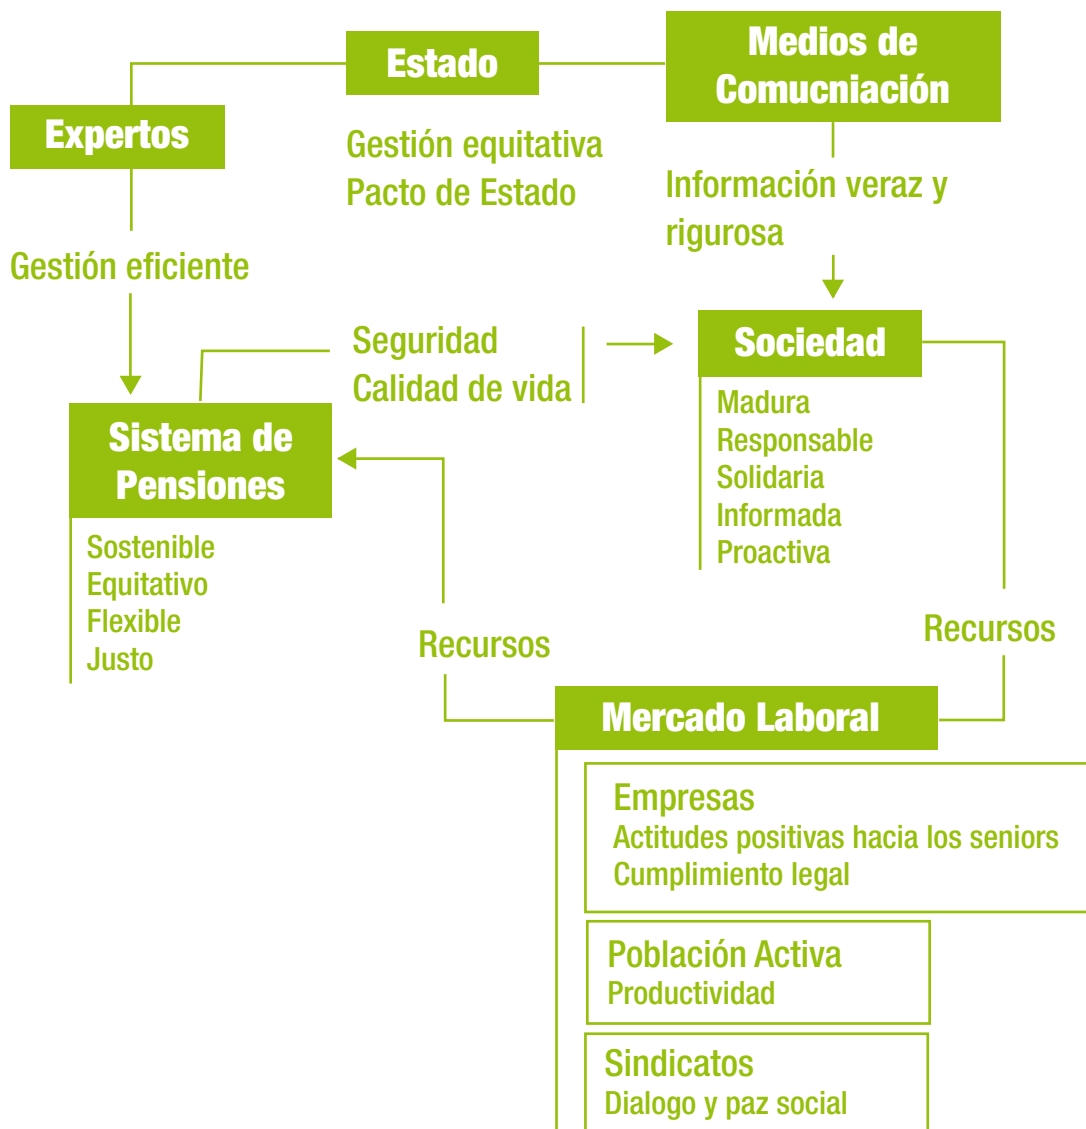 Estado
Medios de
Comucniación
Expertos
Gestión equitativa
Pacto de Estado
Información veraz y
rigurosa
Gestión eficiente
Seguridad
Calidad de vida
Sociedad
Madura
Responsable
Solidaria
Informada
Proactiva
Sistema de
Pensiones
Sostenible
Equitativo
Flexible
Justo
Recursos
Recursos
Mercado Laboral
Empresas
Actitudes positivas hacia los seniors
Cumplimiento legal
Población Activa
Productividad
Sindicatos
Dialogo y paz social